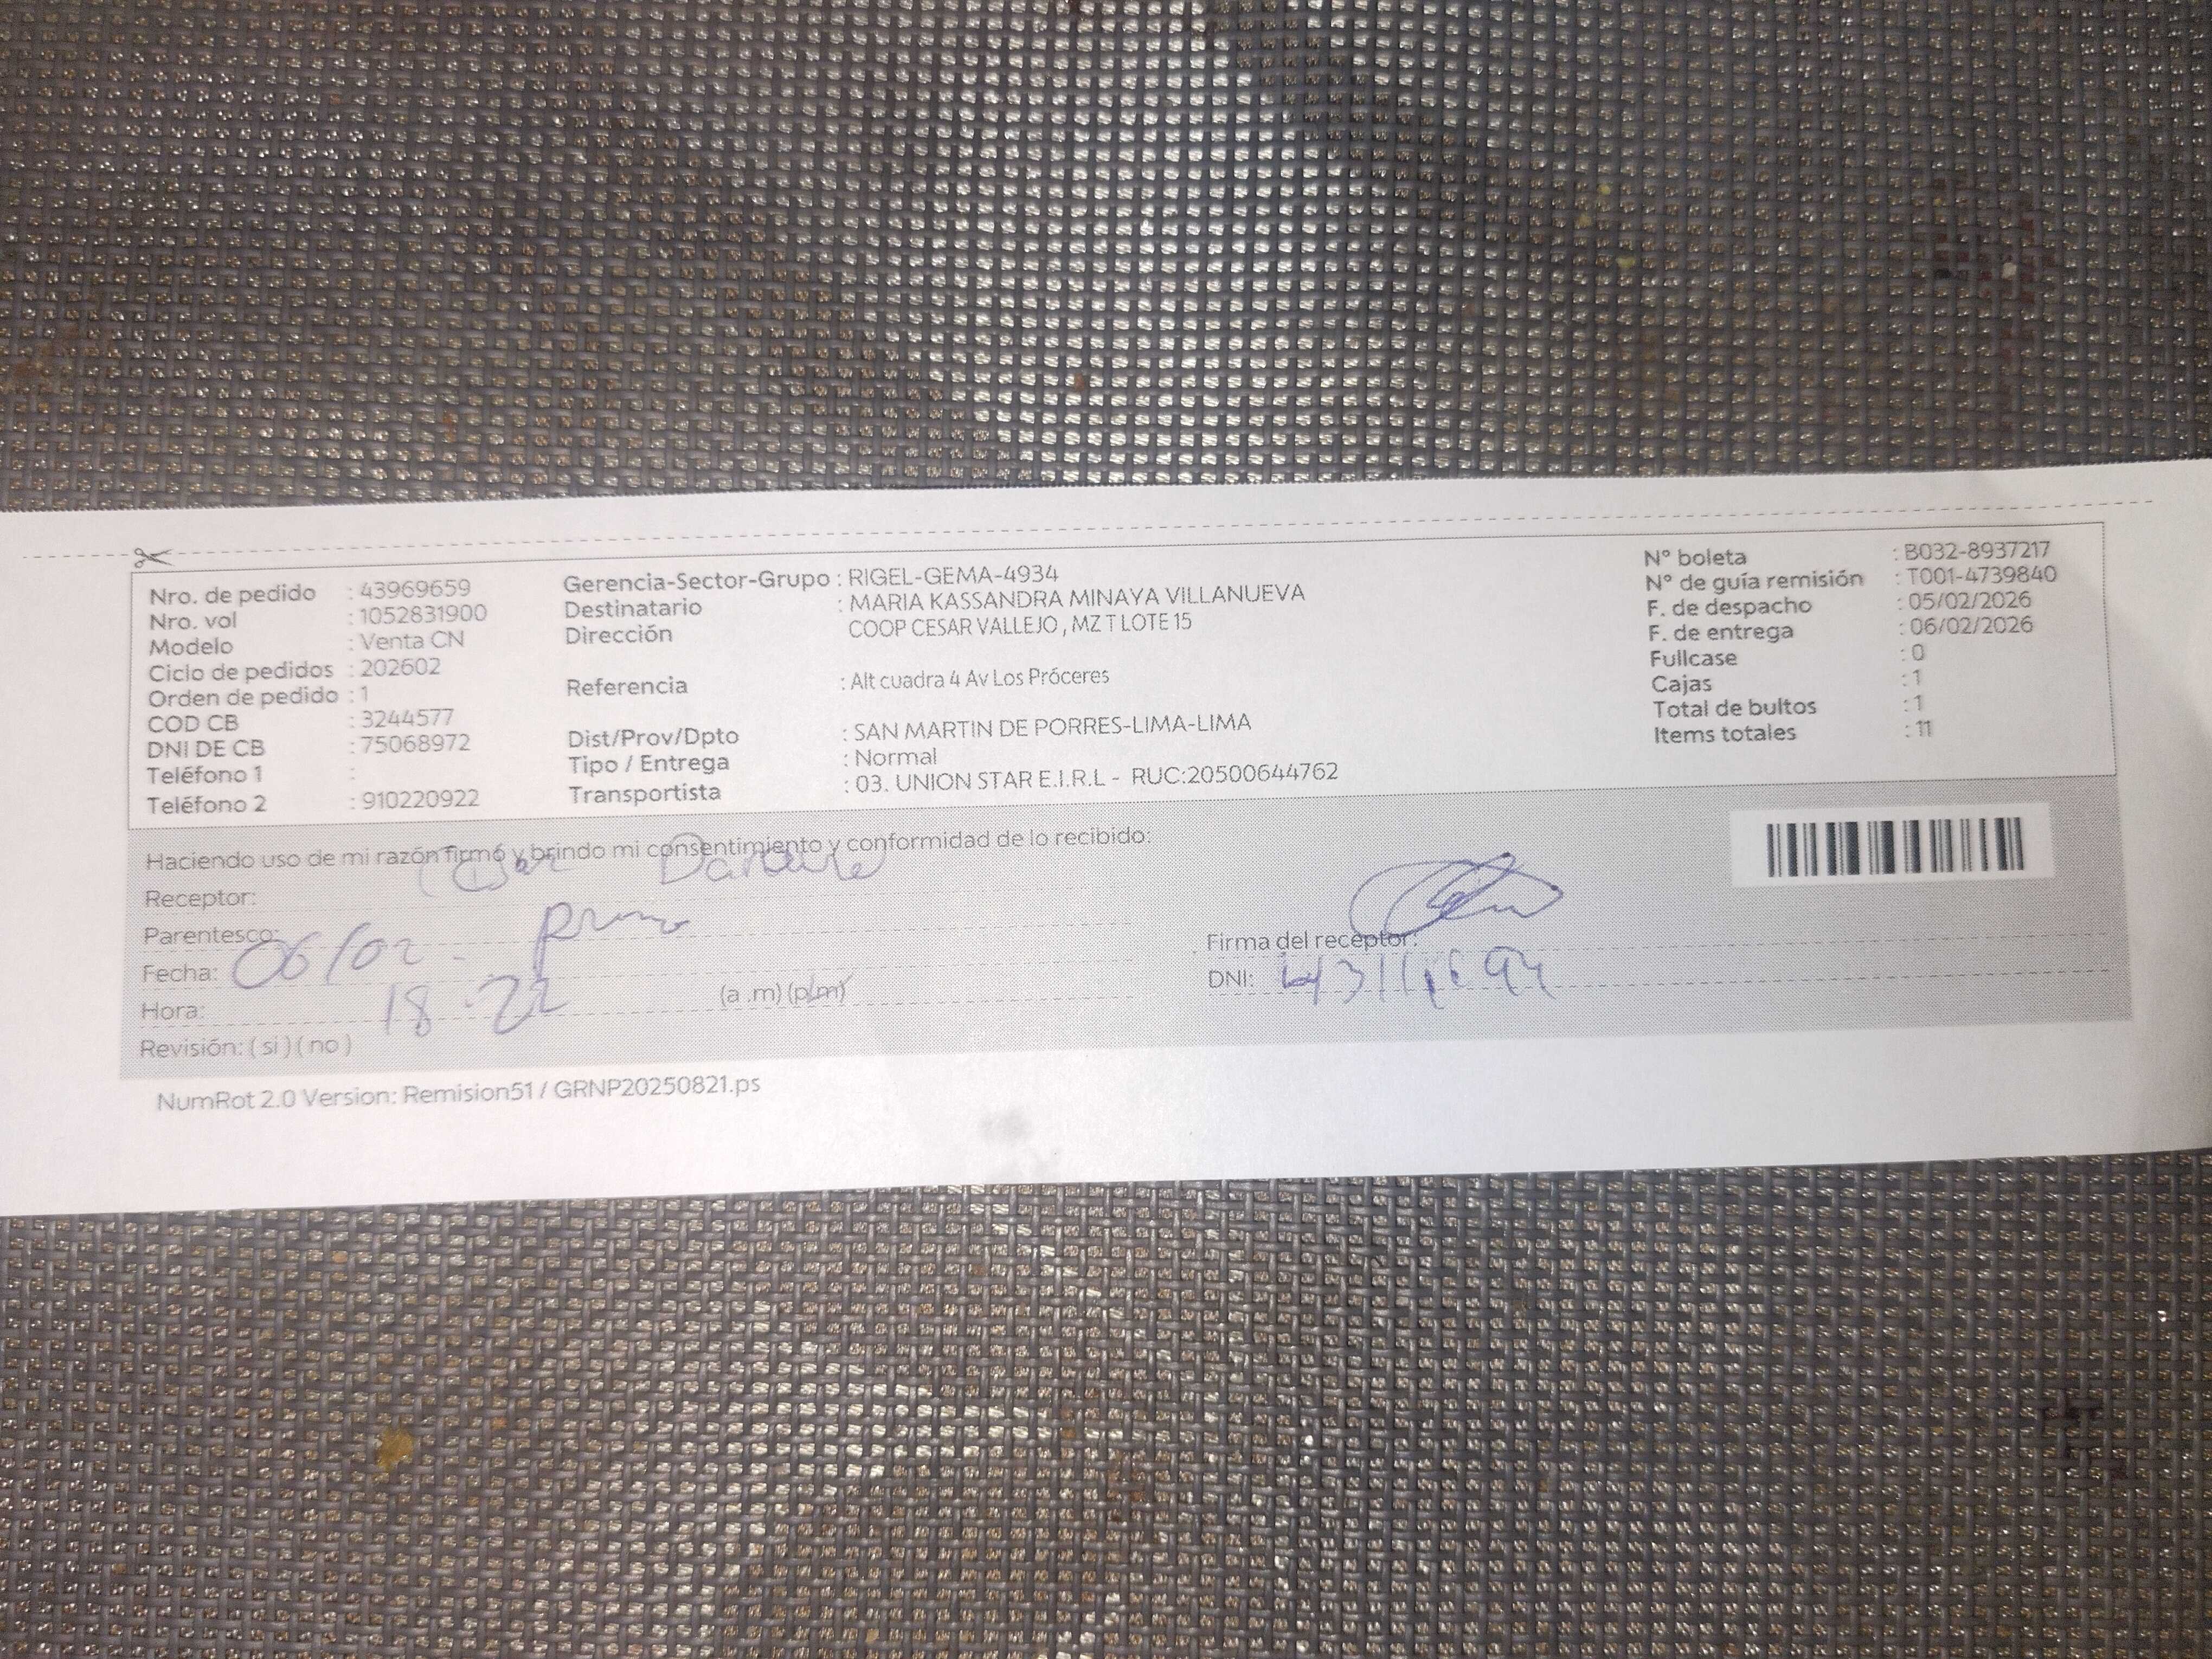 Nro. de pedido : 43969659
Nro. vol : 1052831900
Modelo : Venta CN
Ciclo de pedidos : 202602
Orden de pedido : 1
COD CB : 3244577
DNI DE CB : 75068972
Teléfono 1 :
Teléfono 2 : 910220922
Gerencia-Sector-Grupo : RIGEL-GEMA-4934
Destinatario : MARIA KASSANDRA MINAYA VILLANUEVA
Dirección COOP CESAR VALLEJO , MZ T LOTE 15
Referencia : Alt cuadra 4 Av Los Próceres
Dist/Prov/Dpto : SAN MARTIN DE PORRES-LIMA-LIMA
Tipo / Entrega : Normal
Transportista : 03. UNION STAR E.I.R.L - RUC:20500644762
N° boleta : B032-8937217
N° de guía remisión : T001-4739840
F. de despacho : 05/02/2026
F. de entrega : 06/02/2026
Fullcase : 0
Cajas : 1
Total de bultos : 1
Items totales : 11
Haciendo uso de mi razón firmó y brindo mi consentimiento y conformidad de lo recibido:
Receptor:
Parentesco:
Fecha: 06/02
Hora: 18.22 (a .m) (p.m)
Revisión: ( si ) ( no )
Firma del receptor:
DNI:
NumRot 2.0 Version: Remision51 / GRNP20250821.ps